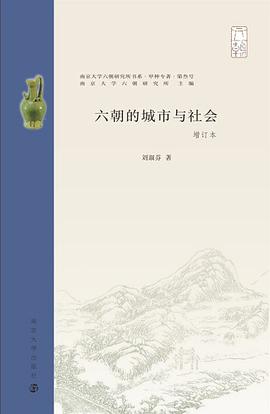 六朝
南京大学六朝研究所书系·甲种专著·第叁号
南京大学六朝研究所 主编
六朝的城市与社会
增订本
刘淑芬 著
南京大学出版社